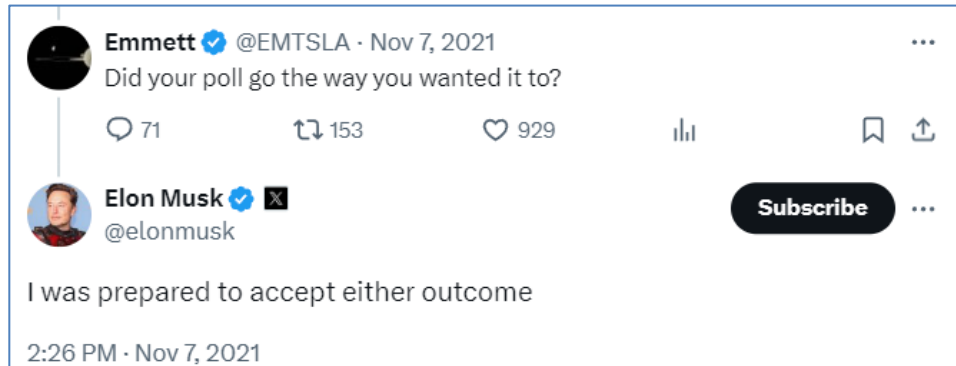 Emmett @EMTSLA · Nov 7, 2021
Did your poll go the way you wanted it to?
71 153 929
Elon Musk X Subscribe
@elonmusk
I was prepared to accept either outcome
2:26 PM · Nov 7, 2021